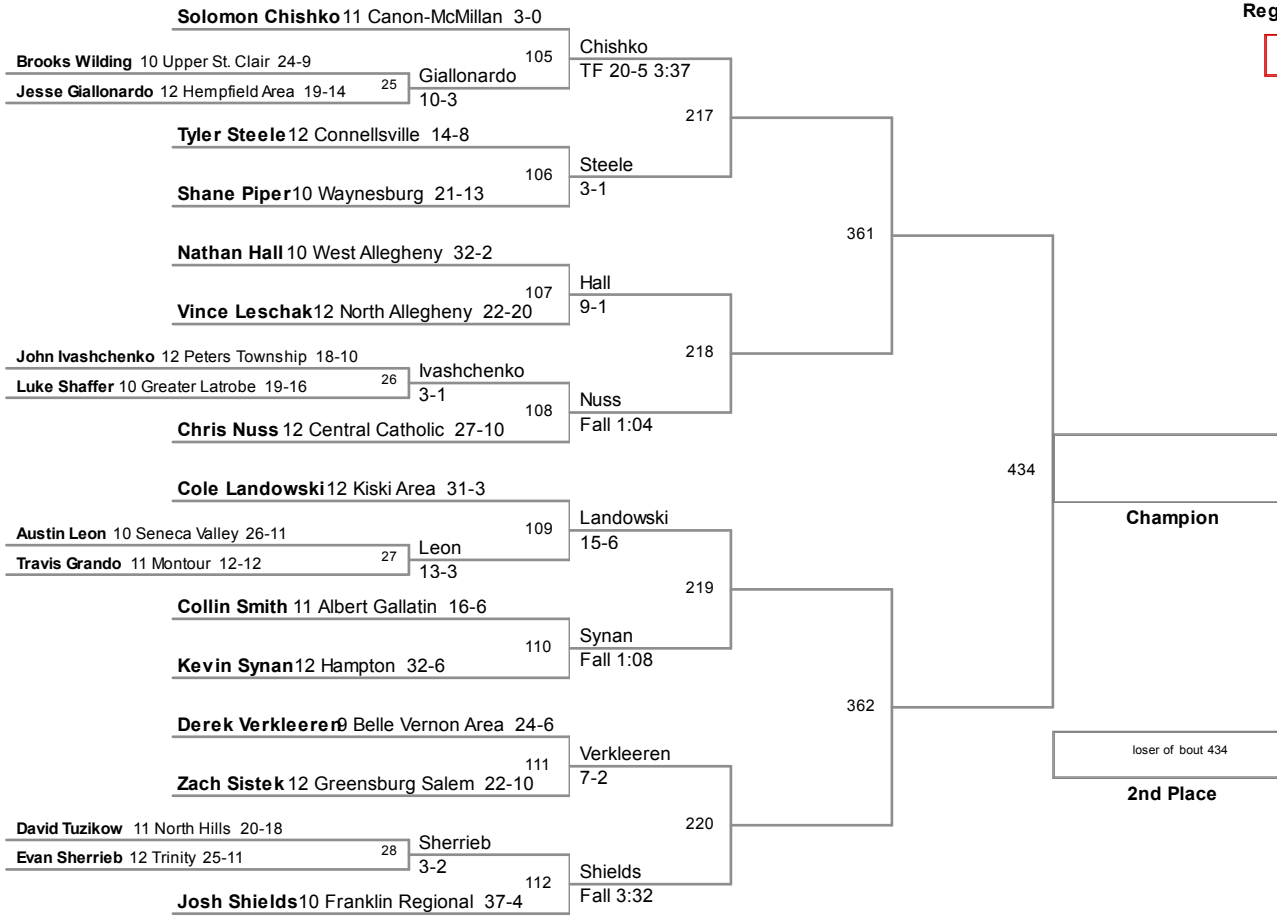 Solomon Chishko 11 Canon-McMillan 3-0
Reg
105
Chishko
TF 20-5 3:37
Brooks Wilding 10 Upper St. Clair 24-9
25
Giallonardo
10-3
Jesse Giallonardo 12 Hempfield Area 19-14
217
Tyler Steele 12 Connellsville 14-8
106
Steele
3-1
Shane Piper 10 Waynesburg 21-13
361
Nathan Hall 10 West Allegheny 32-2
107
Hall
9-1
Vince Leschak 12 North Allegheny 22-20
218
John Ivashchenko 12 Peters Township 18-10
26
Ivashchenko
3-1
Luke Shaffer 10 Greater Latrobe 19-16
108
Nuss
Fall 1:04
Chris Nuss 12 Central Catholic 27-10
434
Champion
Cole Landowski 12 Kiski Area 31-3
109
Landowski
15-6
Austin Leon 10 Seneca Valley 26-11
27
Leon
13-3
Travis Grando 11 Montour 12-12
219
Collin Smith 11 Albert Gallatin 16-6
110
Synan
Fall 1:08
Kevin Synan 12 Hampton 32-6
362
Derek Verkleeren 9 Belle Vernon Area 24-6
111
Verkleeren
7-2
Zach Sistek 12 Greensburg Salem 22-10
loser of bout 434
2nd Place
220
David Tuzikow 11 North Hills 20-18
28
Sherrieb
3-2
Evan Sherrieb 12 Trinity 25-11
112
Shields
Fall 3:32
Josh Shields 10 Franklin Regional 37-4